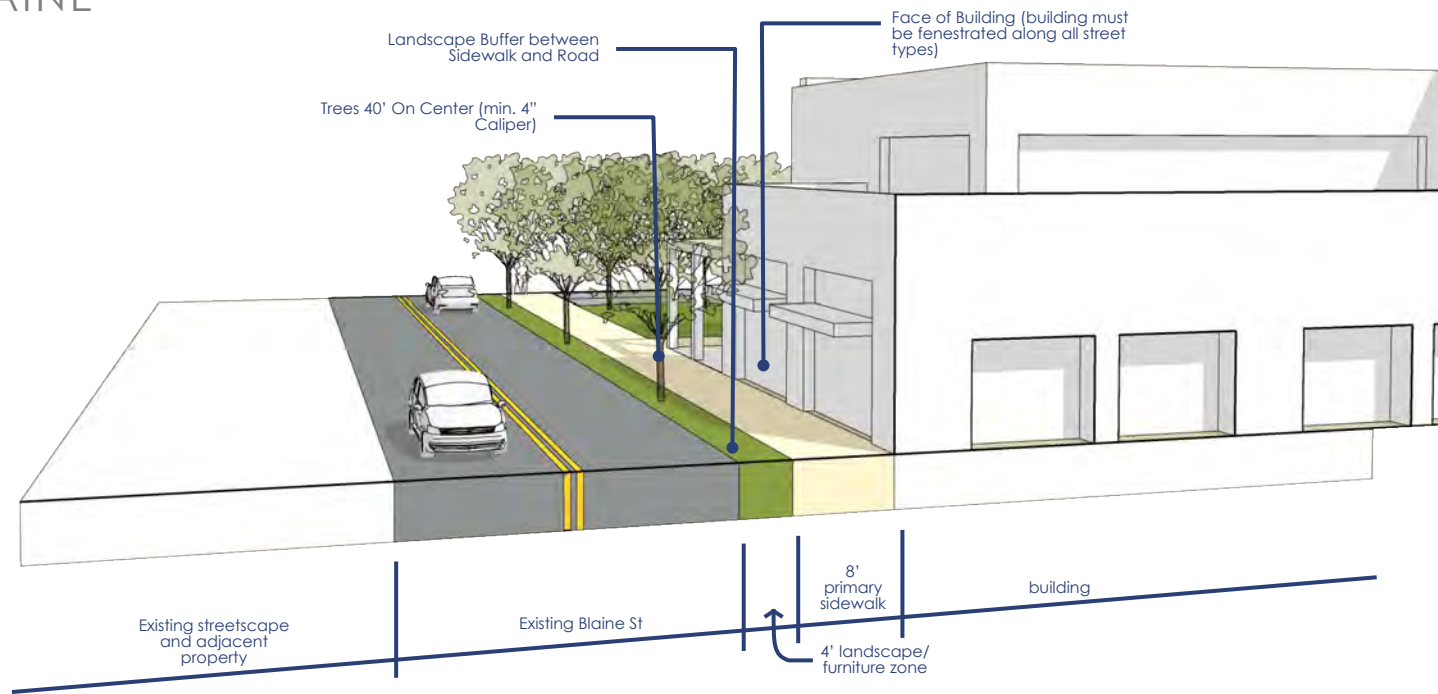 Face of Building (building must
be fenestrated along all street
types)
Landscape Buffer between
Sidewalk and Road
Trees 40’ On Center (min. 4”
Caliper)
Existing streetscape
and adjacent
property
Existing Blaine St
8’
primary
sidewalk
building
4’ landscape/
furniture zone